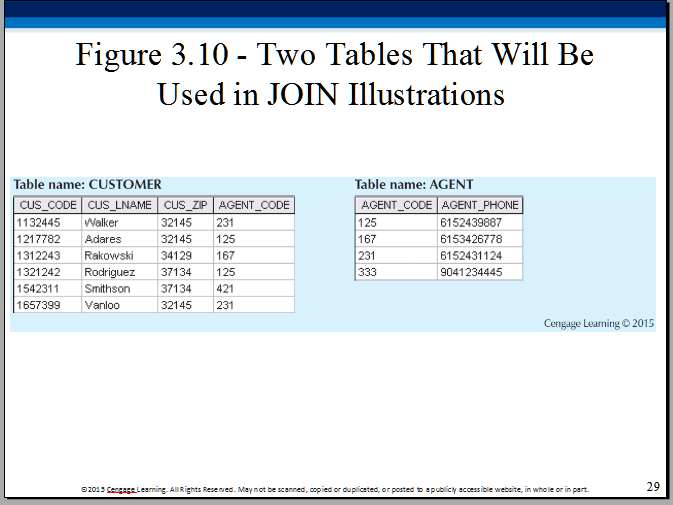 Figure 3.10 - Two Tables That Will Be
Used in JOIN Illustrations
Table name: CUSTOMER
CUS_CODE CUS_LNAME CUS_ZIP AGENT_CODE
1132445 Walker 32145 231
1217782 Adares 32145 125
1312243 Rakowski 34129 167
1321242 Rodriguez 37134 125
1542311 Smithson 37134 421
1657399 Vanloo 32145 231
Table name: AGENT
AGENT_CODE AGENT_PHONE
125 6152439887
167 6153426778
231 6152431124
333 9041234445
Cengage Learning © 2015
©2015 Cengage Learning. All Rights Reserved. May not be scanned, copied or duplicated, or posted to a publicly accessible website, in whole or in part.
29